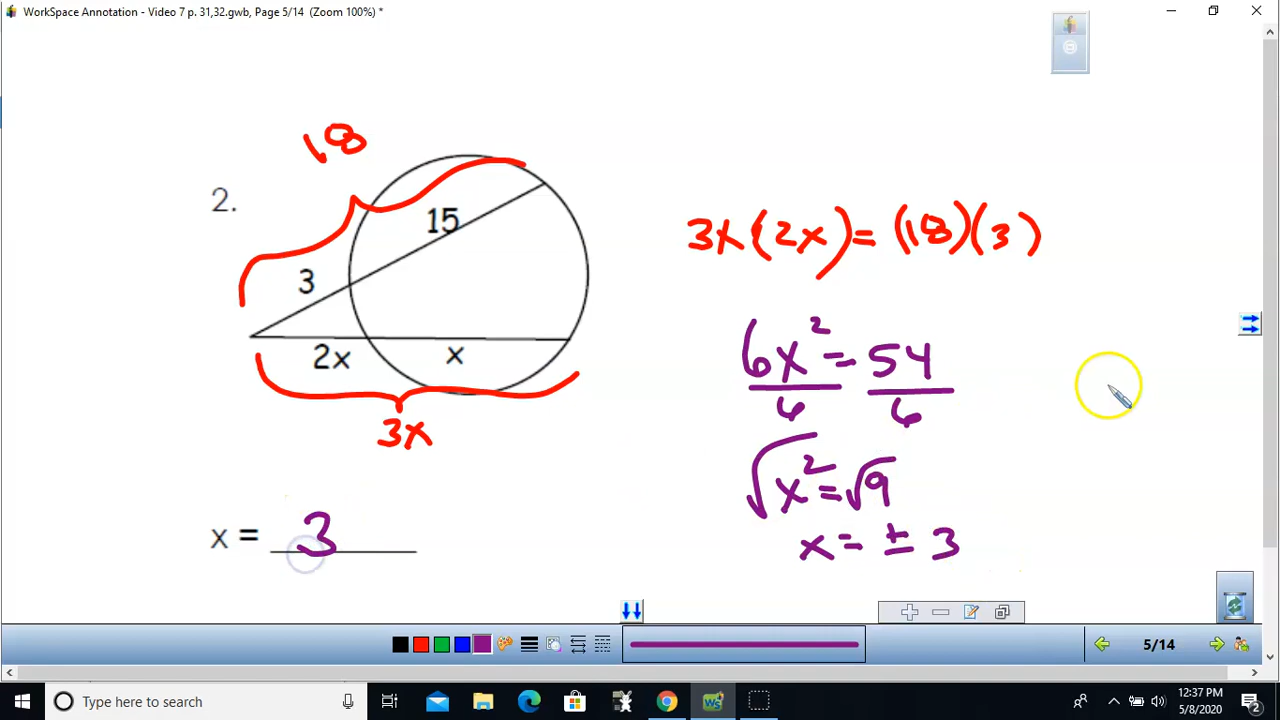 WorkSpace Annotation - Video 7 p. 31,32.gwb, Page 5/14 (Zoom 100%) *
18
2.
15
3
2x
x
3x
3x(2x)=(18)(3)
6x²=54
6 6
√x²=√9
x=±3
x = 3
5/14
Type here to search
WS
12:37 PM
5/8/2020
2